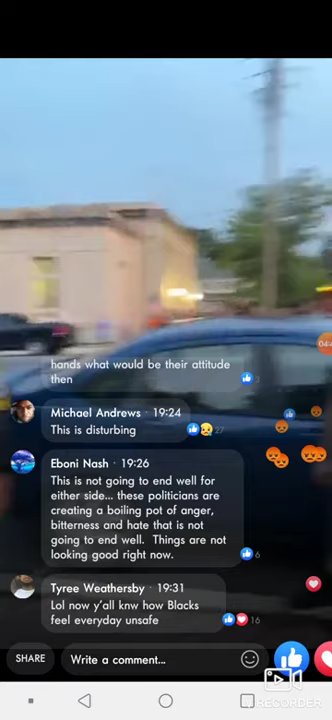 04:4
hands what would be their attitude
then
3
Michael Andrews · 19:24
This is disturbing
27
Eboni Nash · 19:26
This is not going to end well for
either side... these politicians are
creating a boiling pot of anger,
bitterness and hate that is not
going to end well. Things are not
looking good right now.
6
Tyree Weathersby · 19:31
Lol now y'all knw how Blacks
feel everyday unsafe
16
SHARE
Write a comment...
RECORDER